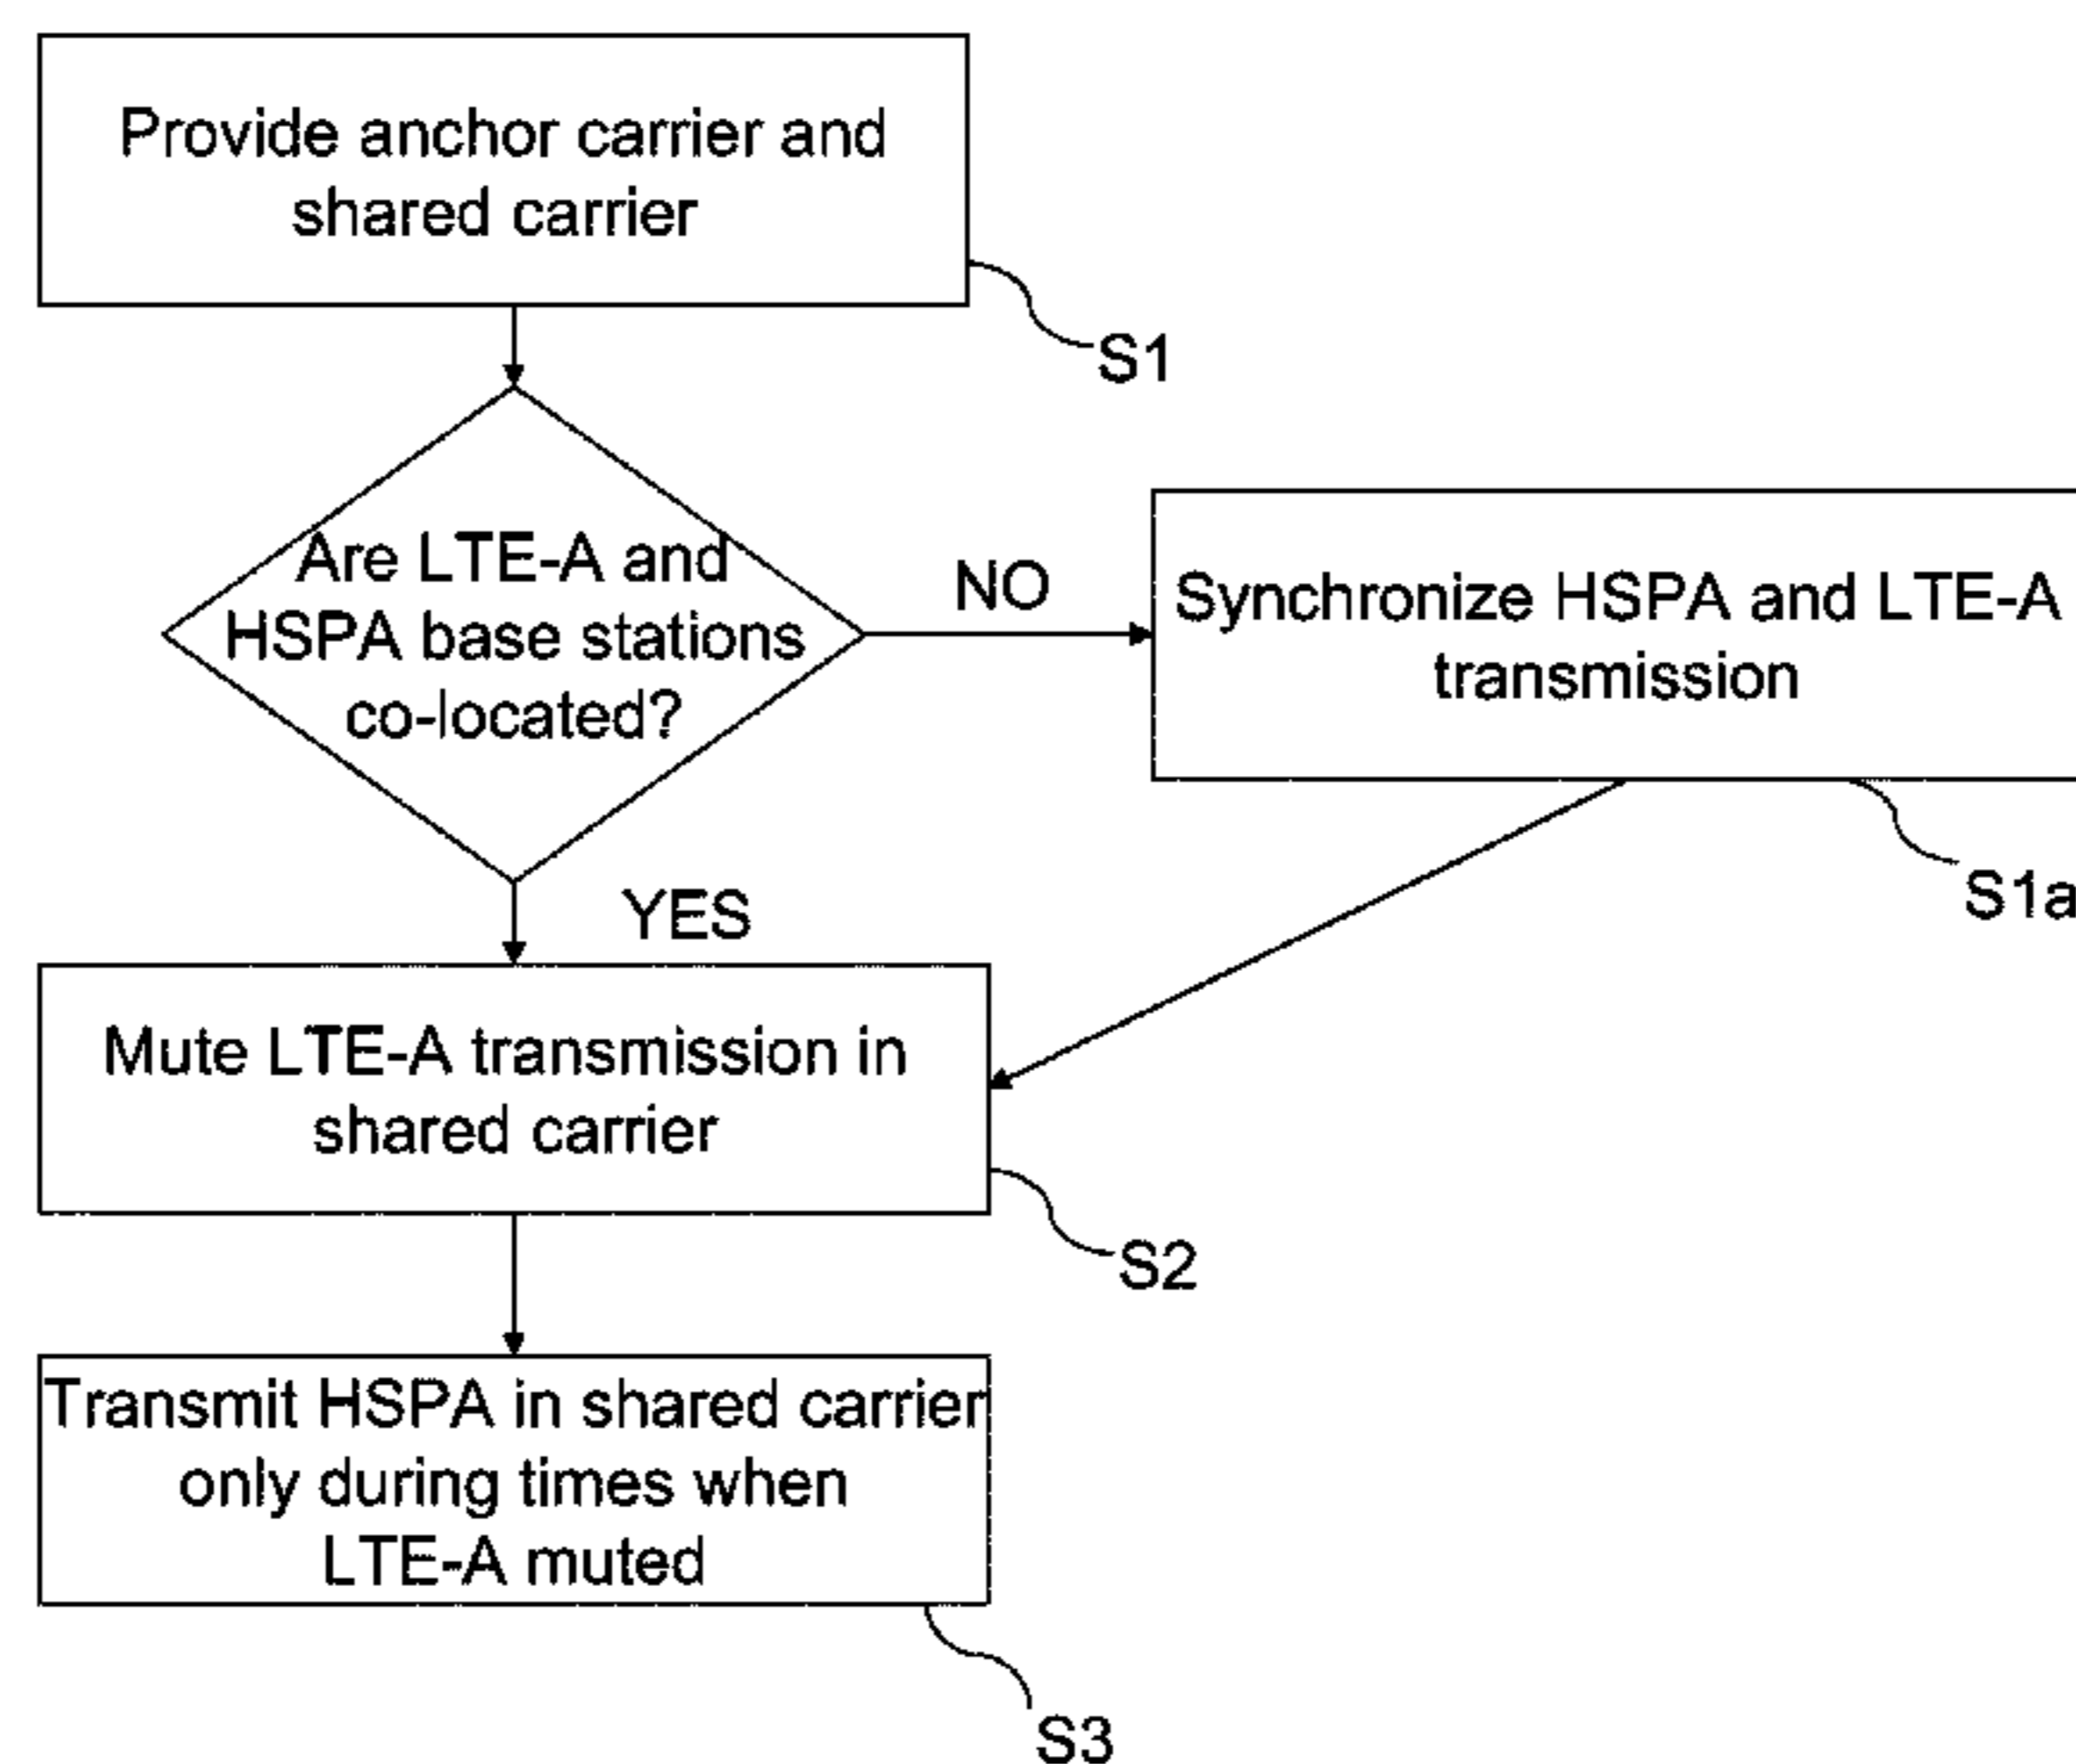 Provide anchor carrier and
shared carrier
S1
Are LTE-A and
HSPA base stations
co-located?
NO
Synchronize HSPA and LTE-A
transmission
S1a
YES
Mute LTE-A transmission in
shared carrier
S2
Transmit HSPA in shared carrier
only during times when
LTE-A muted
S3